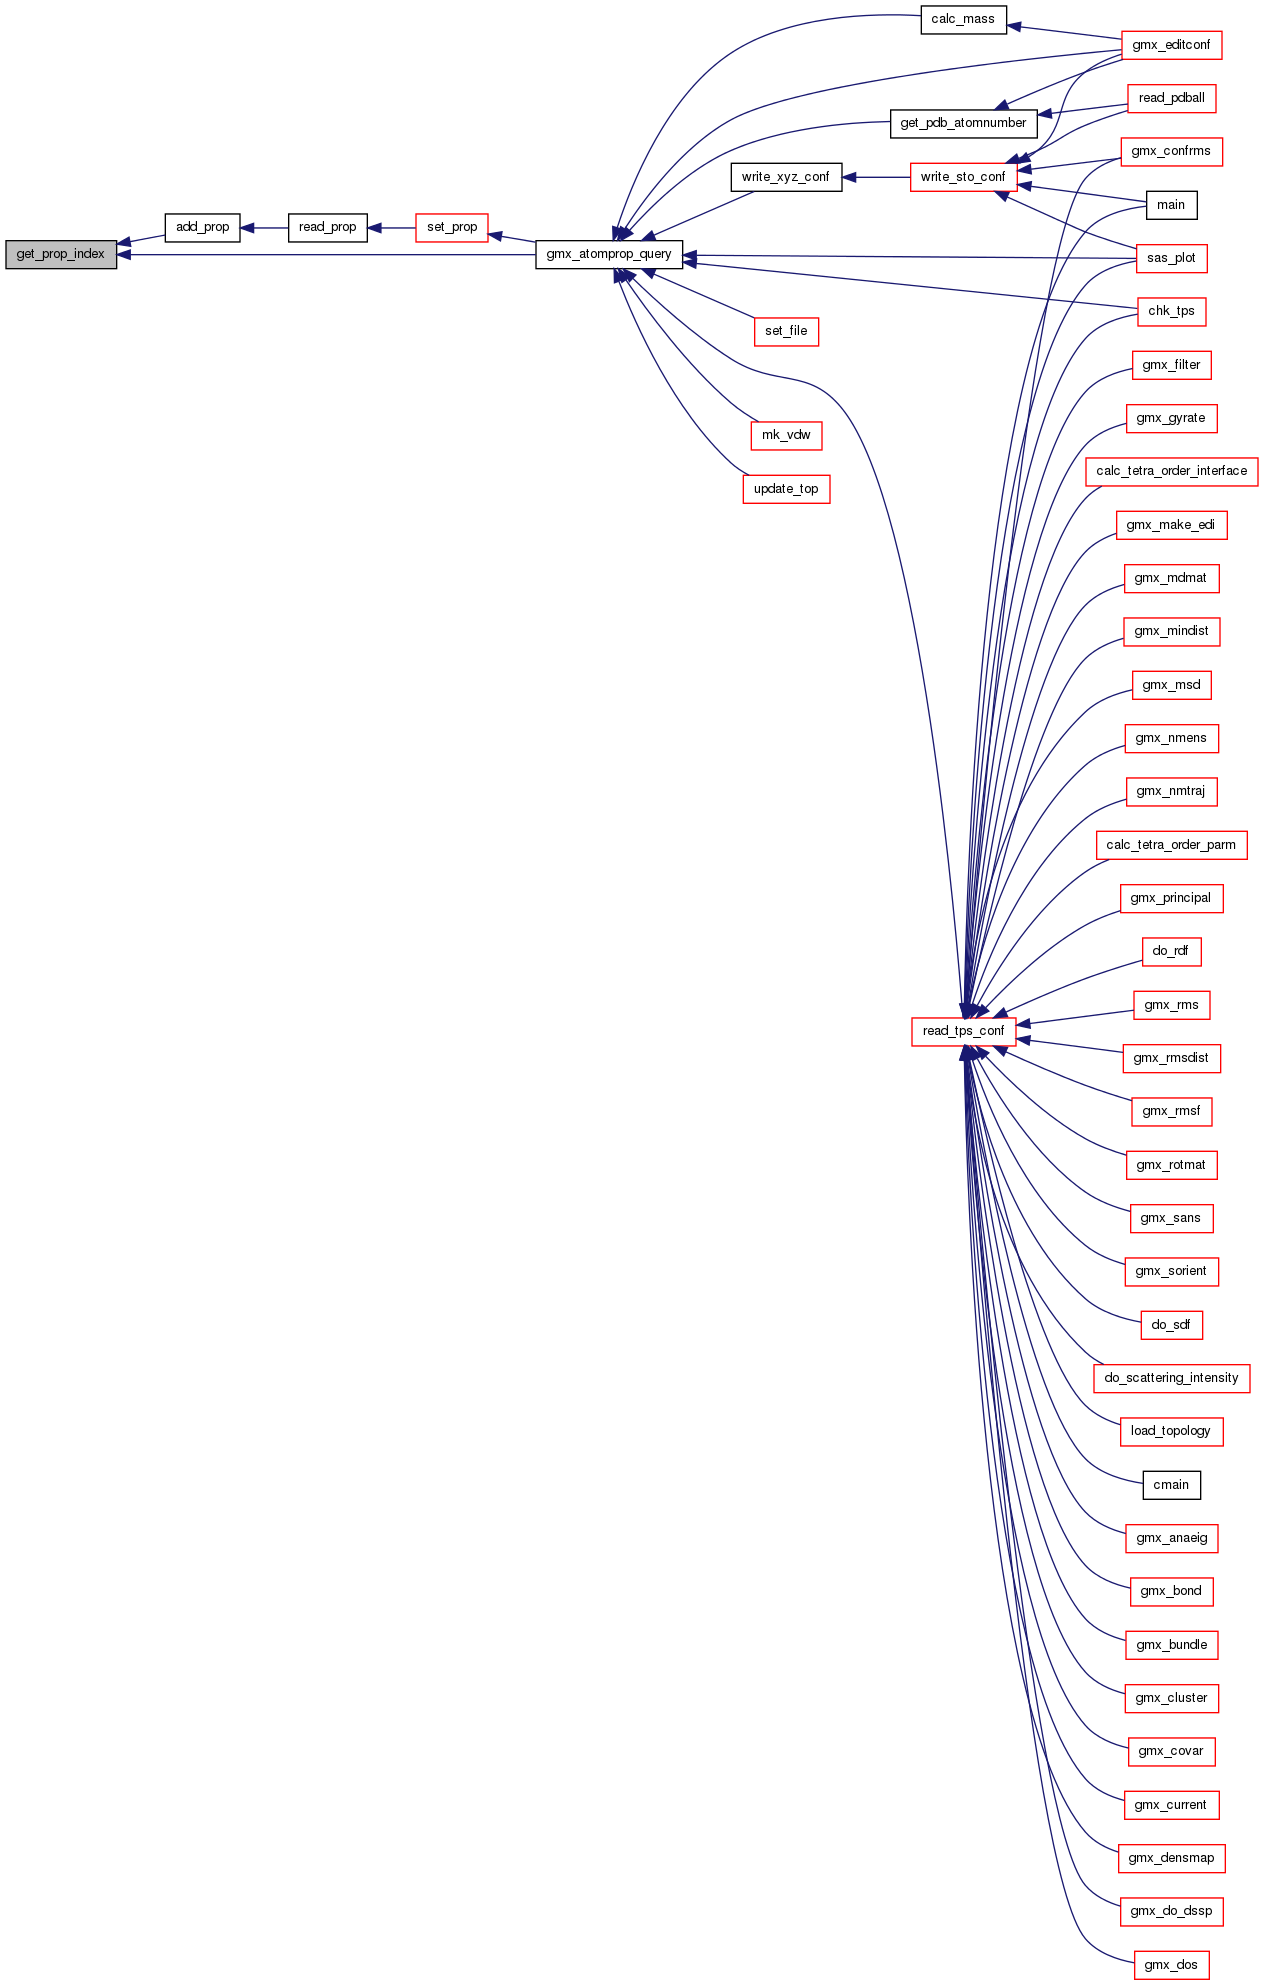 calc_mass
gmx_editconf
read_pdball
get_pdb_atomnumber
gmx_confrms
write_xyz_conf
write_sto_conf
main
add_prop
read_prop
set_prop
get_prop_index
gmx_atomprop_query
sas_plot
chk_tps
set_file
gmx_filter
gmx_gyrate
mk_vdw
calc_tetra_order_interface
update_top
gmx_make_edi
gmx_mdmat
gmx_mindist
gmx_msd
gmx_nmens
gmx_nmtraj
calc_tetra_order_parm
gmx_principal
do_rdf
gmx_rms
read_tps_conf
gmx_rmsdist
gmx_rmsf
gmx_rotmat
gmx_sans
gmx_sorient
do_sdf
do_scattering_intensity
load_topology
cmain
gmx_anaeig
gmx_bond
gmx_bundle
gmx_cluster
gmx_covar
gmx_current
gmx_densmap
gmx_do_dssp
gmx_dos